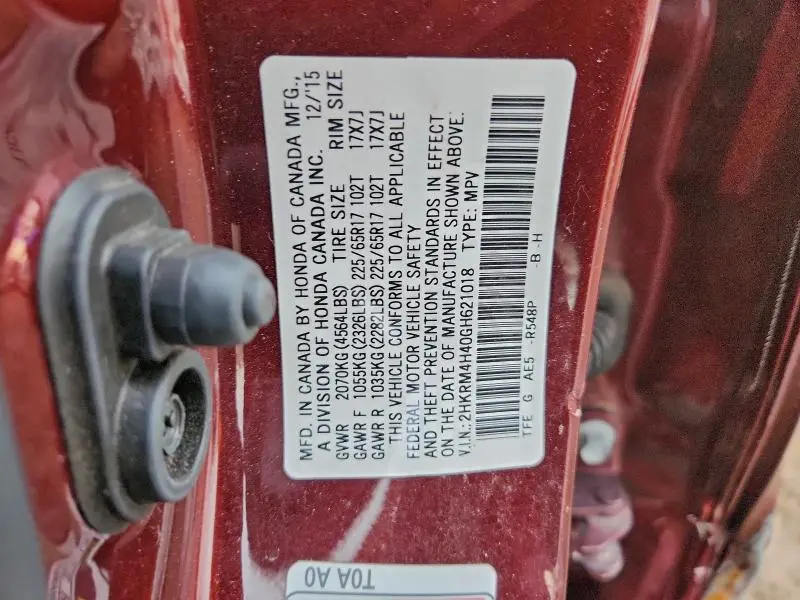 MFD. IN CANADA BY HONDA OF CANADA MFG.,
A DIVISION OF HONDA CANADA INC. 12/'15
GVWR 2070KG (4564LBS) TIRE SIZE RIM SIZE
GAWR F 1055KG (2326LBS) 225/65R17 102T 17X7J
GAWR R 1035KG (2282LBS) 225/65R17 102T 17X7J
THIS VEHICLE CONFORMS TO ALL APPLICABLE
FEDERAL MOTOR VEHICLE SAFETY
AND THEFT PREVENTION STANDARDS IN EFFECT
ON THE DATE OF MANUFACTURE SHOWN ABOVE.
V.I.N.: 2HKRM4H40GH621018 TYPE: MPV
TFE G AE5 -R548P -B -H
T0A A0